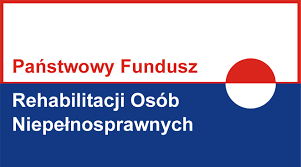 Państwowy Fundusz
Rehabilitacji Osób
Niepełnosprawnych